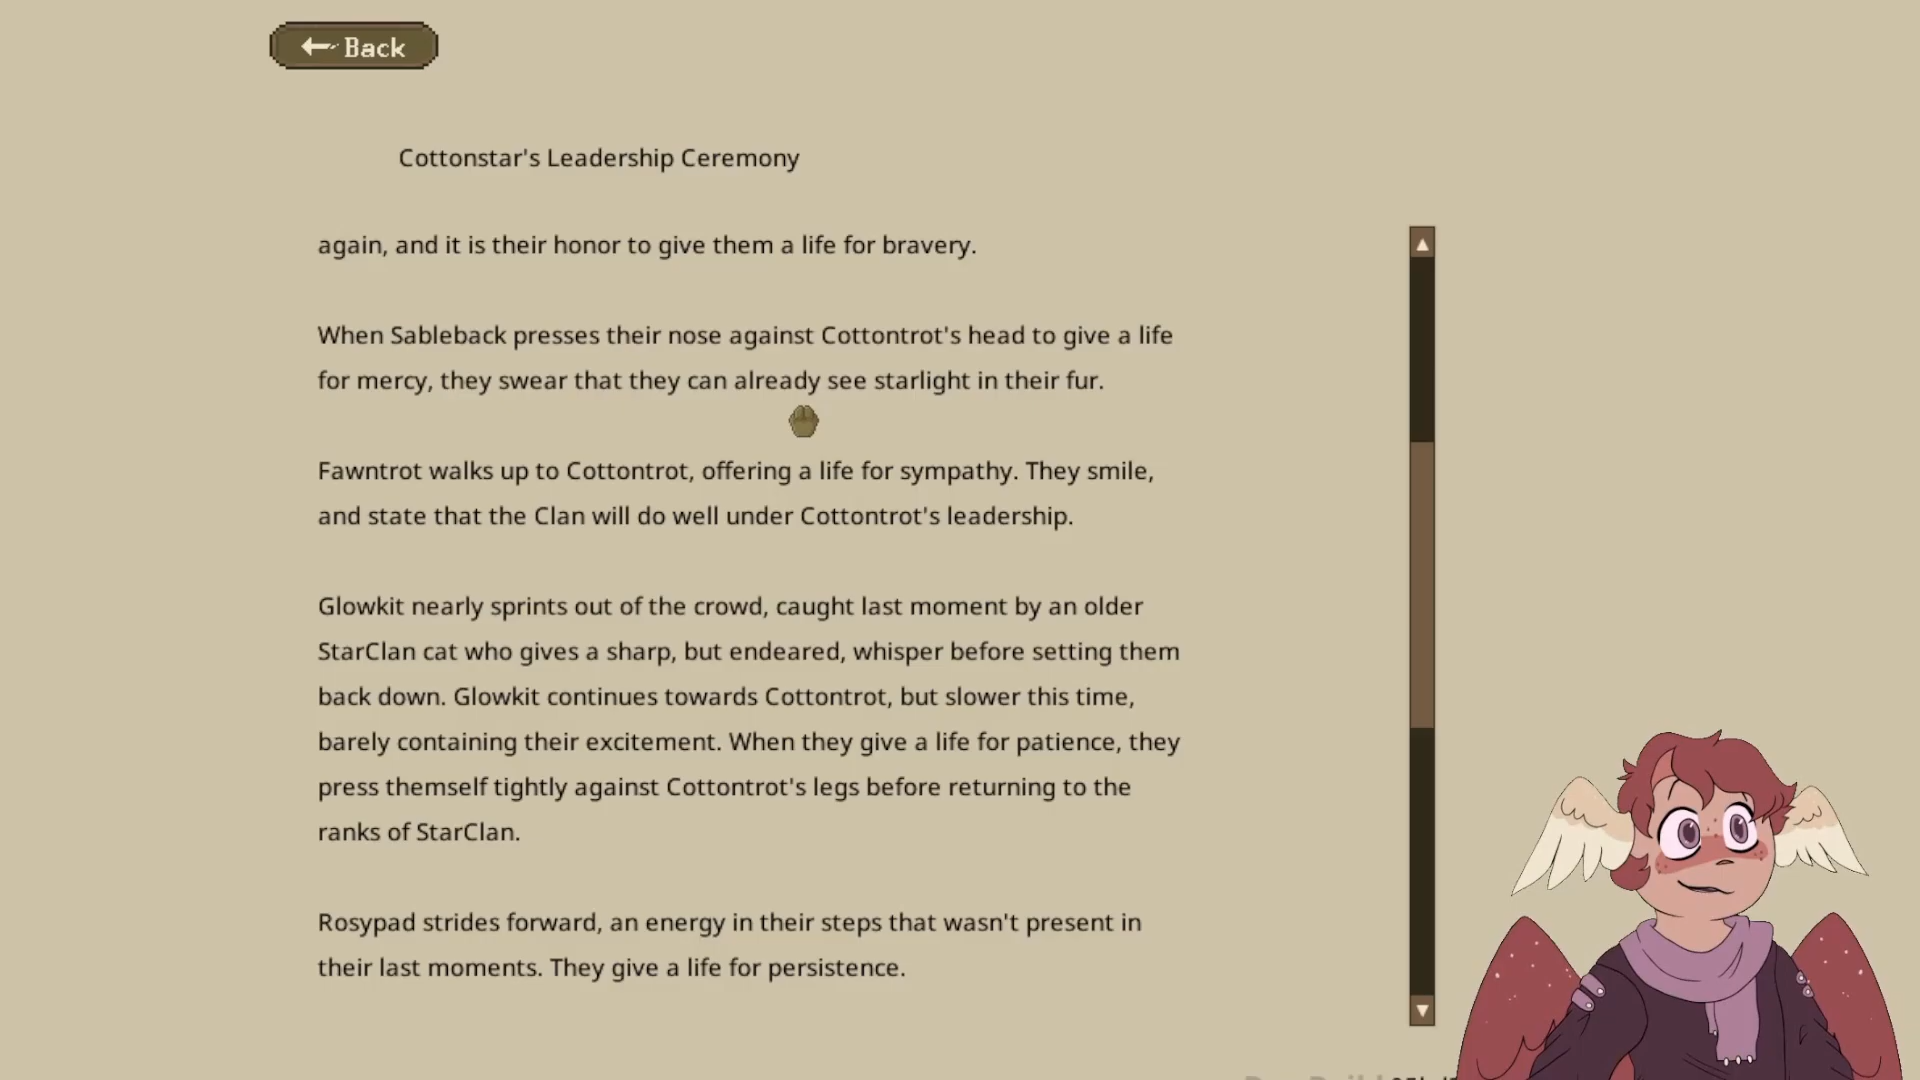 Back
Cottonstar's Leadership Ceremony
again, and it is their honor to give them a life for bravery.
When Sableback presses their nose against Cottontrot's head to give a life
for mercy, they swear that they can already see starlight in their fur.
Fawntrot walks up to Cottontrot, offering a life for sympathy. They smile,
and state that the Clan will do well under Cottontrot's leadership.
Glowkit nearly sprints out of the crowd, caught last moment by an older
StarClan cat who gives a sharp, but endeared, whisper before setting them
back down. Glowkit continues towards Cottontrot, but slower this time,
barely containing their excitement. When they give a life for patience, they
press themself tightly against Cottontrot's legs before returning to the
ranks of StarClan.
Rosypad strides forward, an energy in their steps that wasn't present in
their last moments. They give a life for persistence.